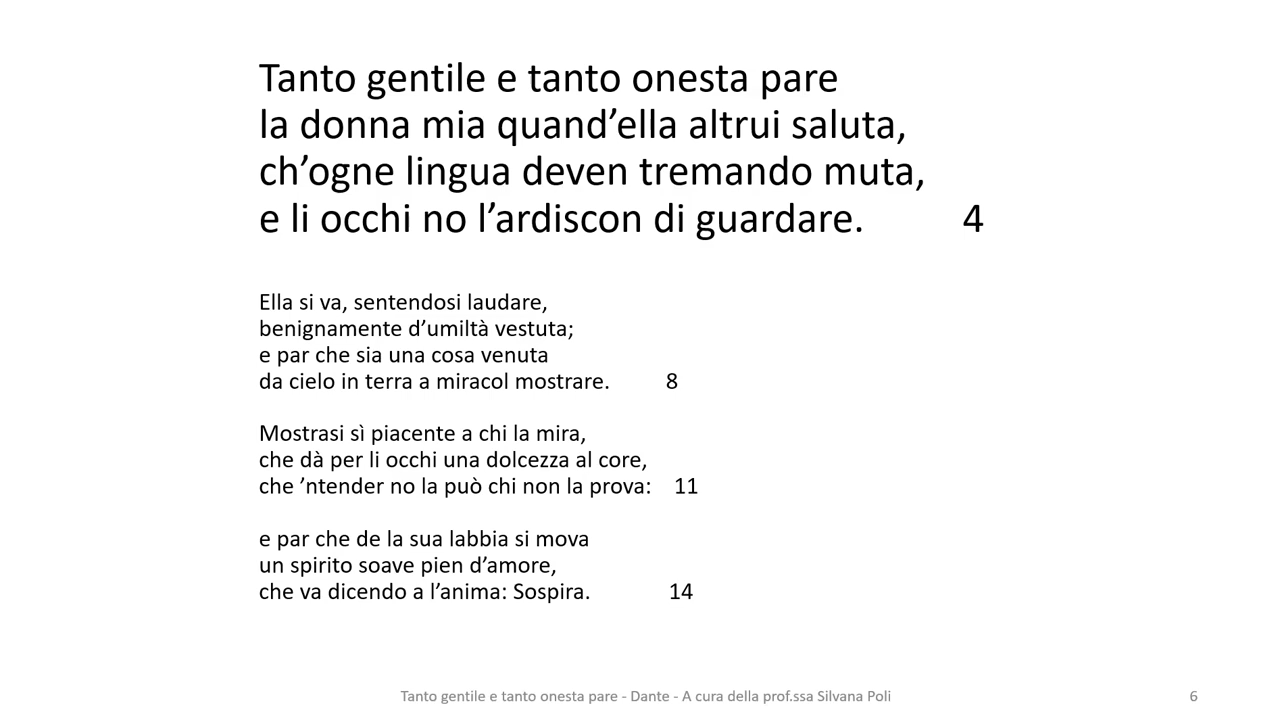 Tanto gentile e tanto onesta pare
la donna mia quand’ella altrui saluta,
ch’ogne lingua deven tremando muta,
e li occhi no l’ardiscon di guardare. 4
Ella si va, sentendosi laudare,
benignamente d’umiltà vestuta;
e par che sia una cosa venuta
da cielo in terra a miracol mostrare. 8
Mostrasi sì piacente a chi la mira,
che dà per li occhi una dolcezza al core,
che ’ntender no la può chi non la prova: 11
e par che de la sua labbia si mova
un spirito soave pien d’amore,
che va dicendo a l’anima: Sospira. 14
Tanto gentile e tanto onesta pare - Dante - A cura della prof.ssa Silvana Poli 6